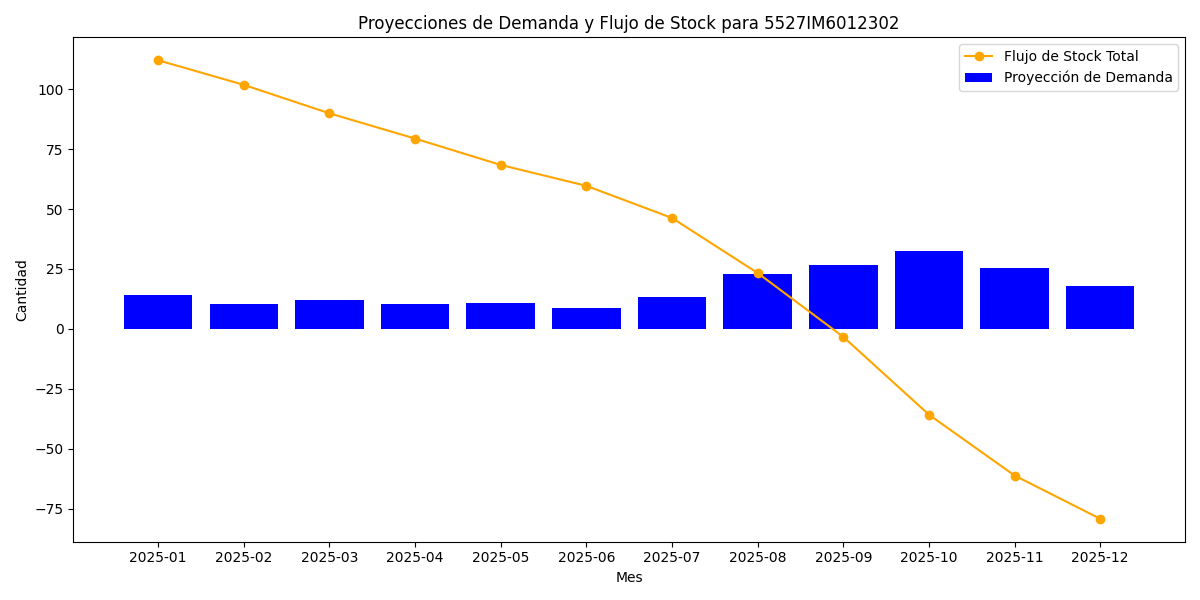 Proyecciones de Demanda y Flujo de Stock para 5527IM6012302
Flujo de Stock Total
Proyección de Demanda
Cantidad
100
75
50
25
0
−25
−50
−75
2025-01 2025-02 2025-03 2025-04 2025-05 2025-06 2025-07 2025-08 2025-09 2025-10 2025-11 2025-12
Mes